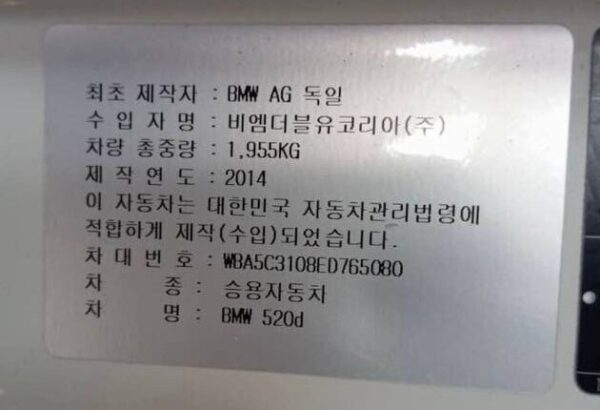 최초 제작자 : BMW AG 독일
수 입 자 명 : 비엠더블유코리아(주)
차량 총중량 : 1,955KG
제 작 연 도 : 2014
이 자동차는 대한민국 자동차관리법령에
적합하게 제작(수입)되었습니다.
차 대 번 호 : WBA5C3108ED765080
차 종 : 승용자동차
차 명 : BMW 520d